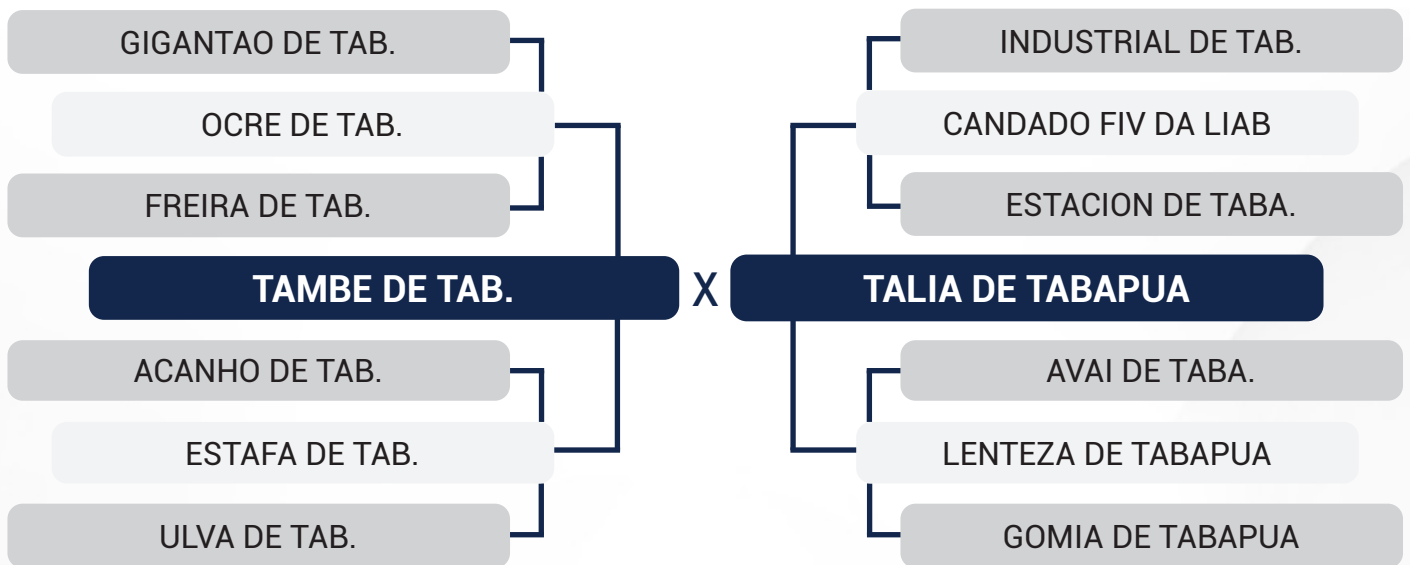 GIGANTAO DE TAB.
OCRE DE TAB.
FREIRA DE TAB.
TAMBE DE TAB.
ACANHO DE TAB.
ESTAFA DE TAB.
ULVA DE TAB.
X
INDUSTRIAL DE TAB.
CANDADO FIV DA LIAB
ESTACION DE TABA.
TALIA DE TABAPUA
AVAI DE TABA.
LENTEZA DE TABAPUA
GOMIA DE TABAPUA